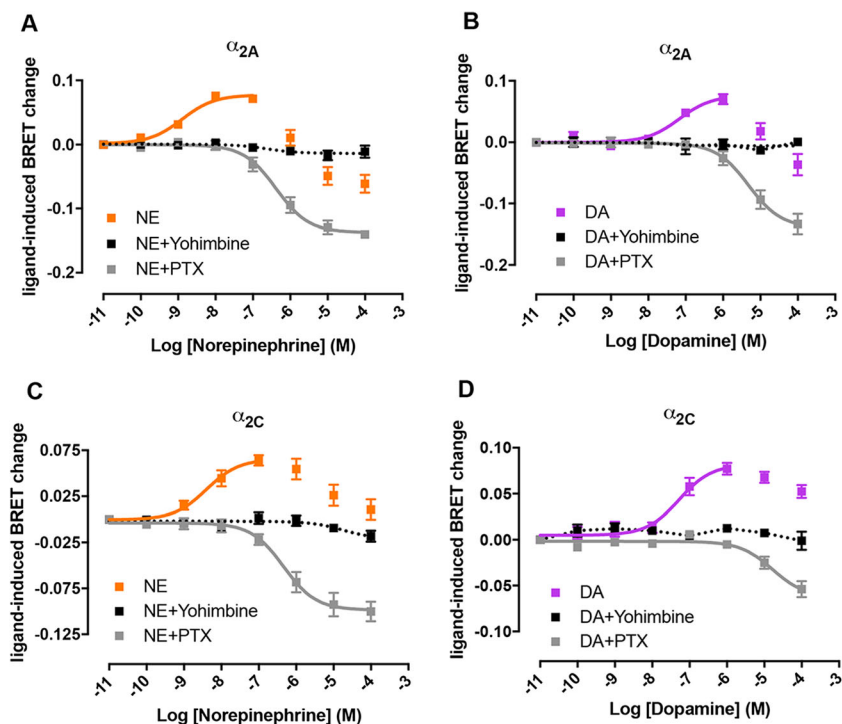 A
α2A
ligand-induced BRET change
0.1
0.0
-0.1
-0.2
NE
NE+Yohimbine
NE+PTX
-11 -10 -9 -8 -7 -6 -5 -4 -3
Log [Norepinephrine] (M)
B
α2A
ligand-induced BRET change
0.1
0.0
-0.1
-0.2
DA
DA+Yohimbine
DA+PTX
-11 -10 -9 -8 -7 -6 -5 -4 -3
Log [Dopamine] (M)
C
α2C
ligand-induced BRET change
0.075
0.025
-0.025
-0.075
-0.125
NE
NE+Yohimbine
NE+PTX
-11 -10 -9 -8 -7 -6 -5 -4 -3
Log [Norepinephrine] (M)
D
α2C
ligand-induced BRET change
0.10
0.05
0.00
-0.05
-0.10
DA
DA+Yohimbine
DA+PTX
-11 -10 -9 -8 -7 -6 -5 -4 -3
Log [Dopamine] (M)